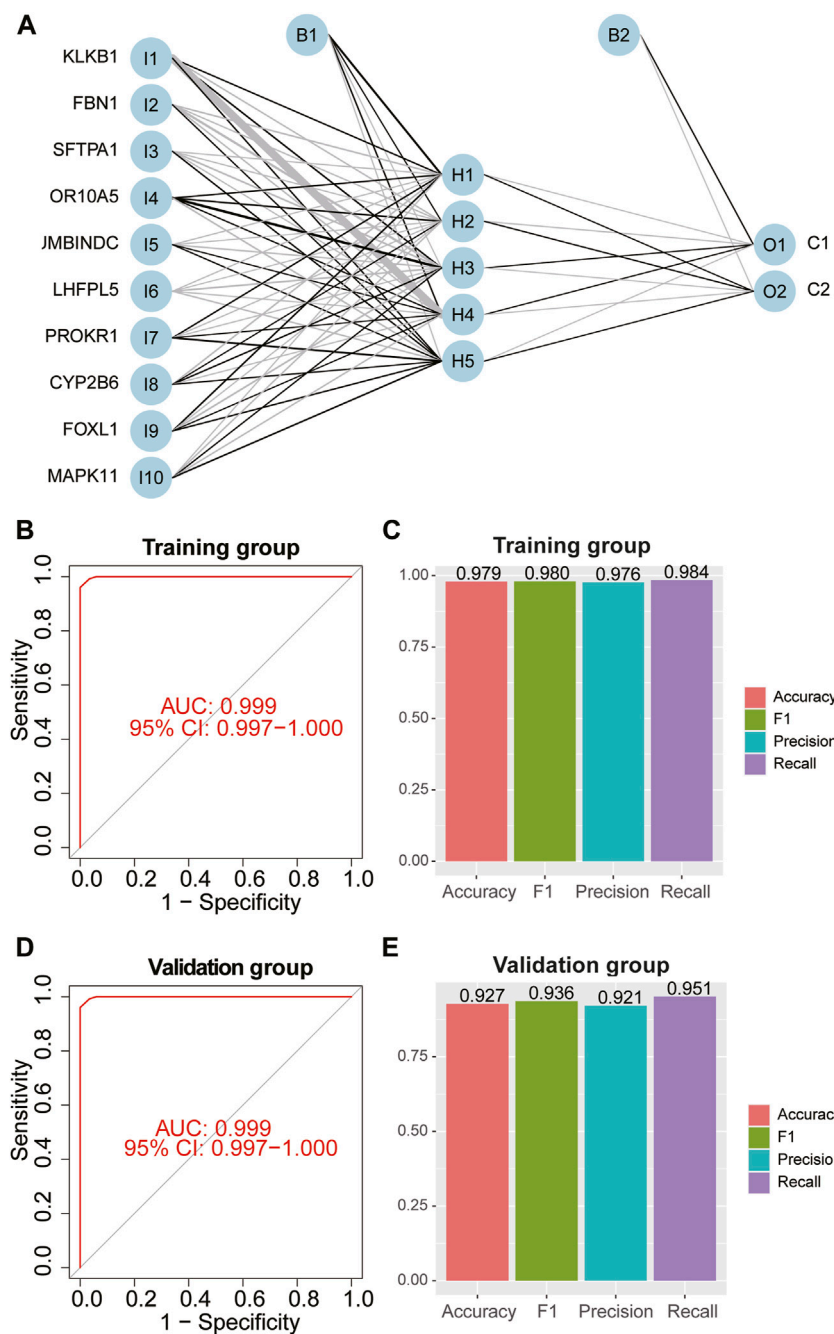 A
B1
B2
KLKB1 I1
FBN1 I2
SFTPA1 I3
H1
OR10A5 I4
H2
UMBINDC I5
O1 C1
H3
LHFPL5 I6
O2 C2
H4
PROKR1 I7
H5
CYP2B6 I8
FOXL1 I9
MAPK11 I10
B
Training group
Sensitivity
1.0
0.8
0.6
0.4
0.2
0.0
AUC: 0.999
95% CI: 0.997−1.000
0.0 0.2 0.4 0.6 0.8 1.0
1 − Specificity
C
Training group
1.00
0.75
0.50
0.25
0.00
0.979 0.980 0.976 0.984
Accuracy F1 Precision Recall
Accuracy
F1
Precision
Recall
D
Validation group
Sensitivity
1.0
0.8
0.6
0.4
0.2
0.0
AUC: 0.999
95% CI: 0.997−1.000
0.0 0.2 0.4 0.6 0.8 1.0
1 − Specificity
E
Validation group
0.75
0.50
0.25
0.00
0.927 0.936 0.921 0.951
Accuracy F1 Precision Recall
Accurac
F1
Precisio
Recall